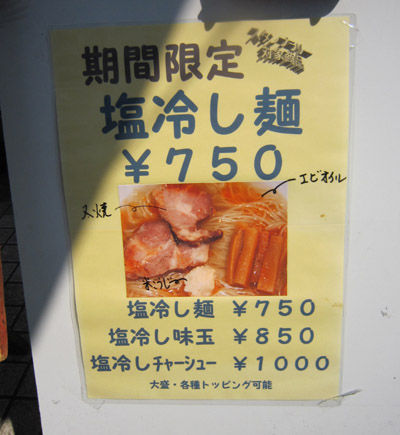 期間限定
塩冷し麺
￥750
エビオイル
叉焼
塩冷し麺 ￥750
塩冷し味玉 ￥850
塩冷しﾁｬｰｼｭｰ ￥1000
大盛・各種トッピング可能